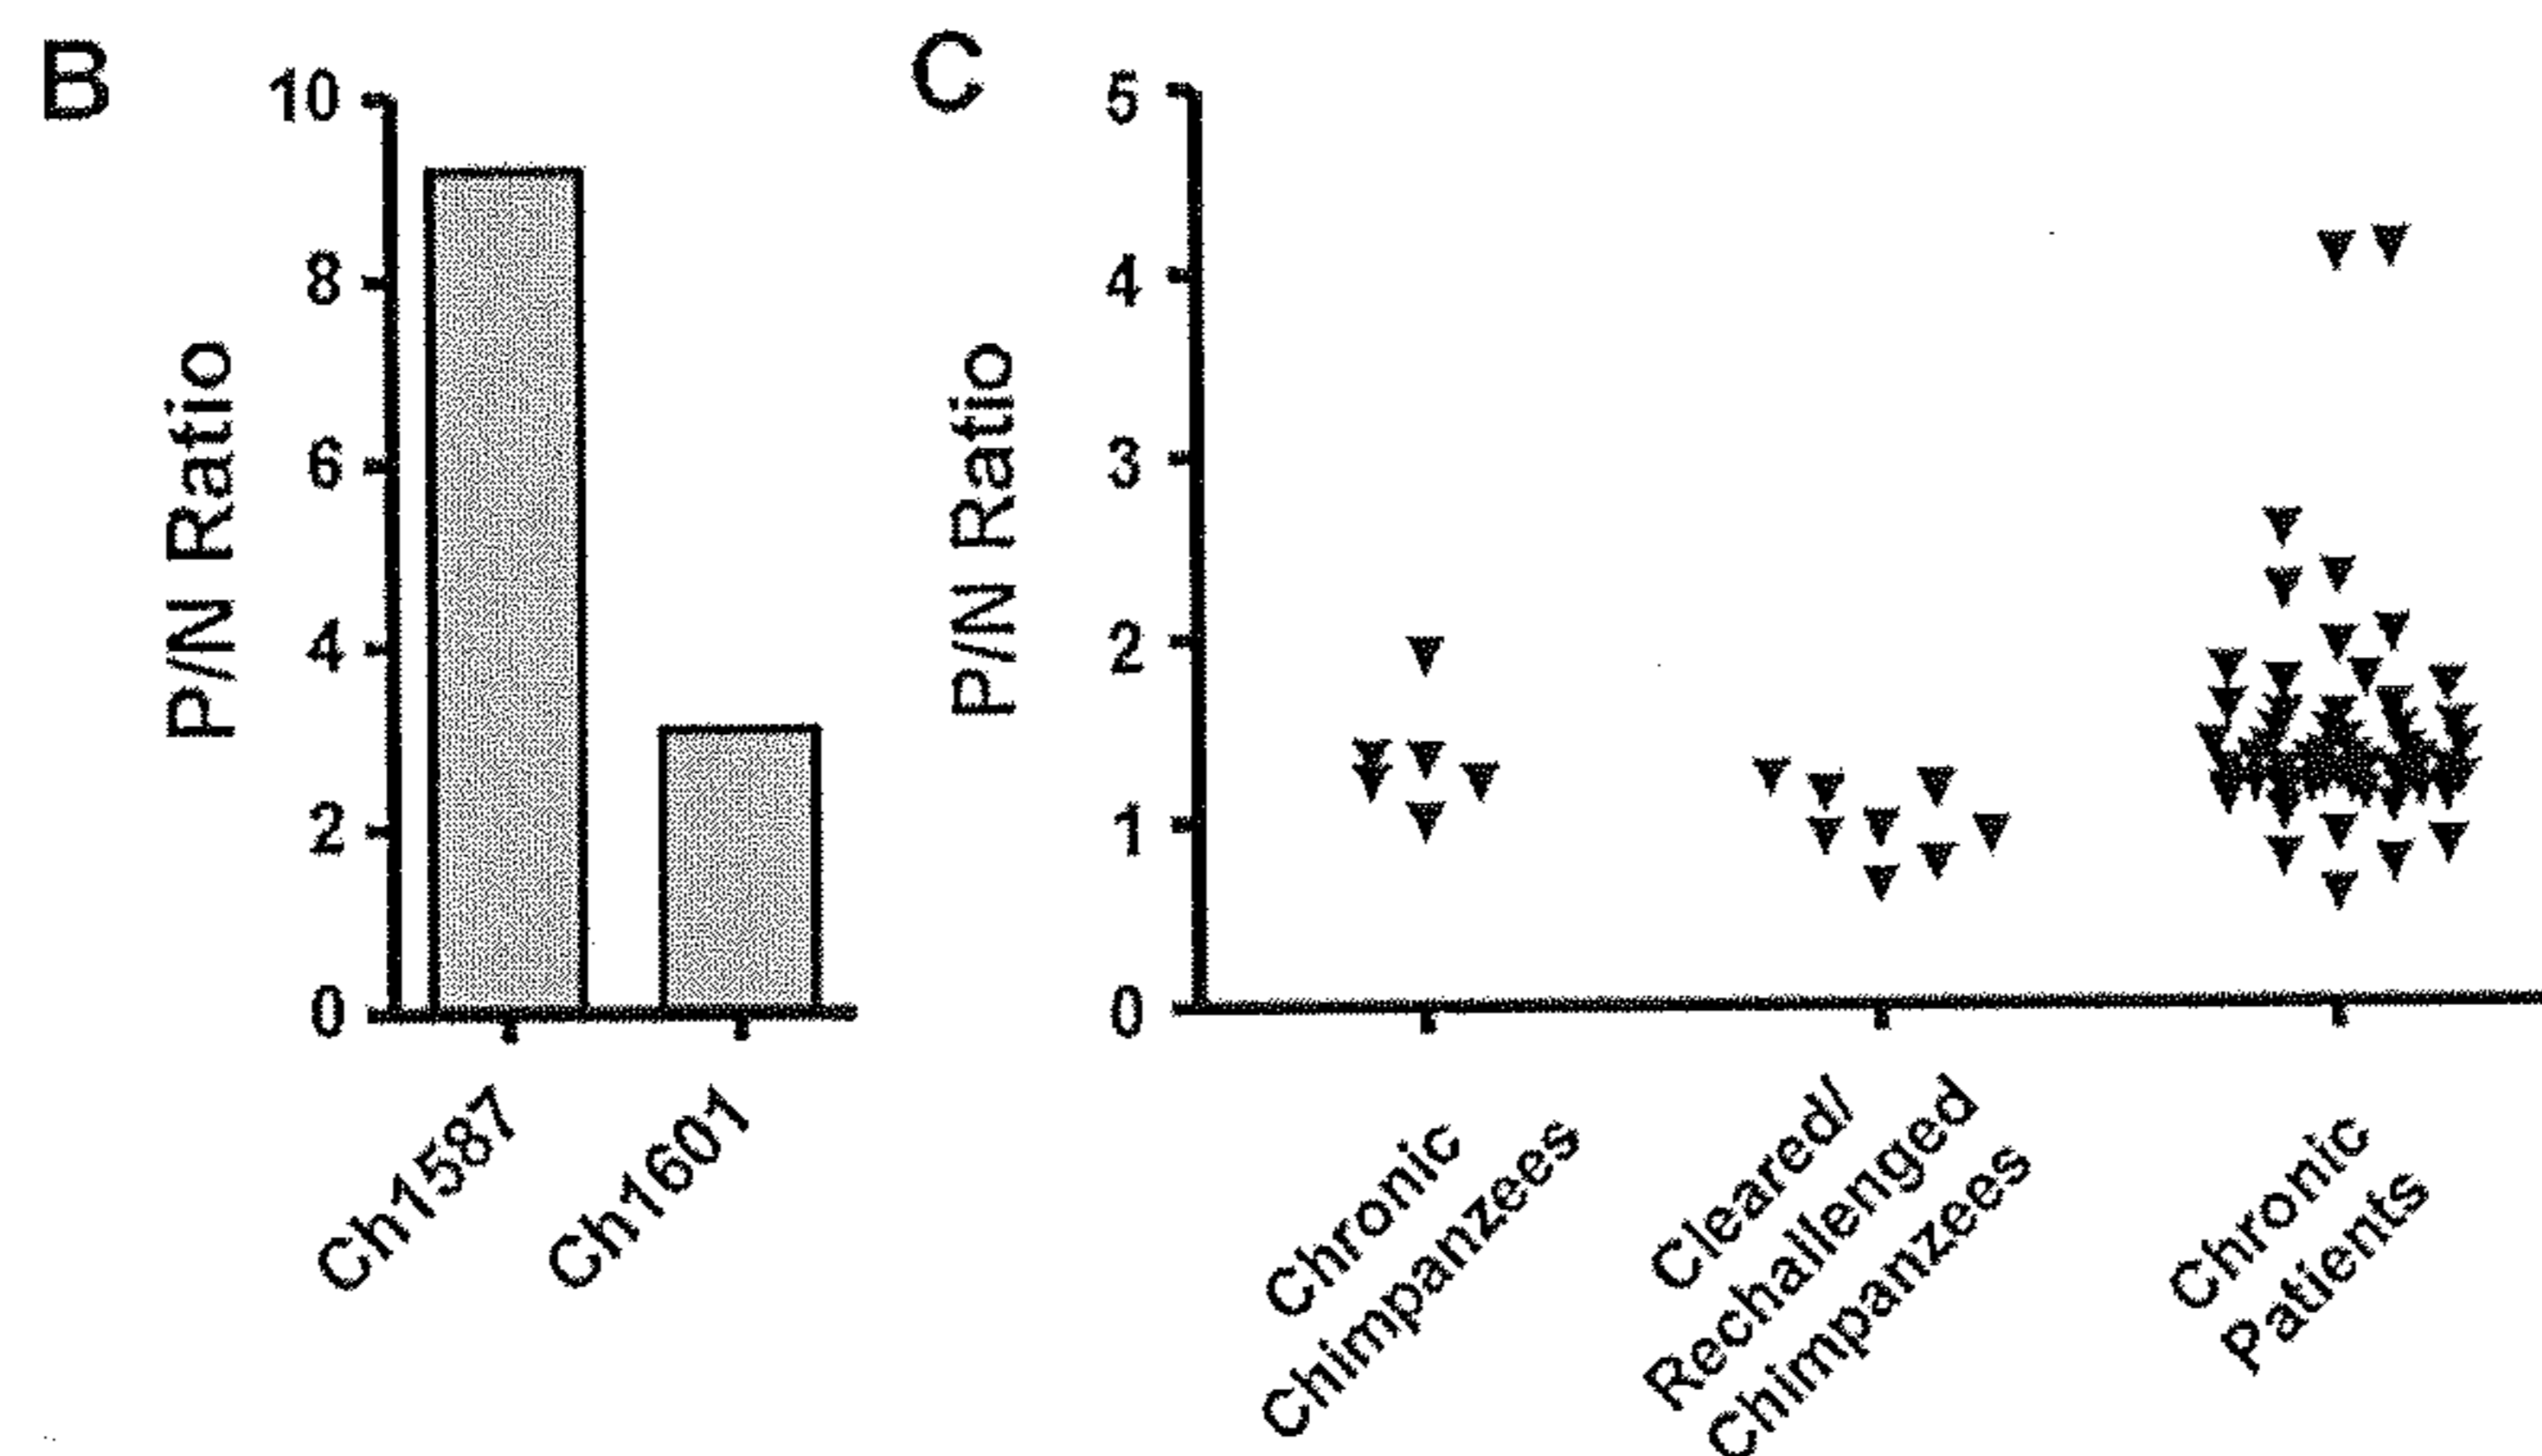 B
P/N Ratio
10
8
6
4
2
0
Ch1587
Ch1601
C
P/N Ratio
5
4
3
2
1
0
Chronic
Chimpanzees
Cleared/
Rechallenged
Chimpanzees
Chronic
Patients